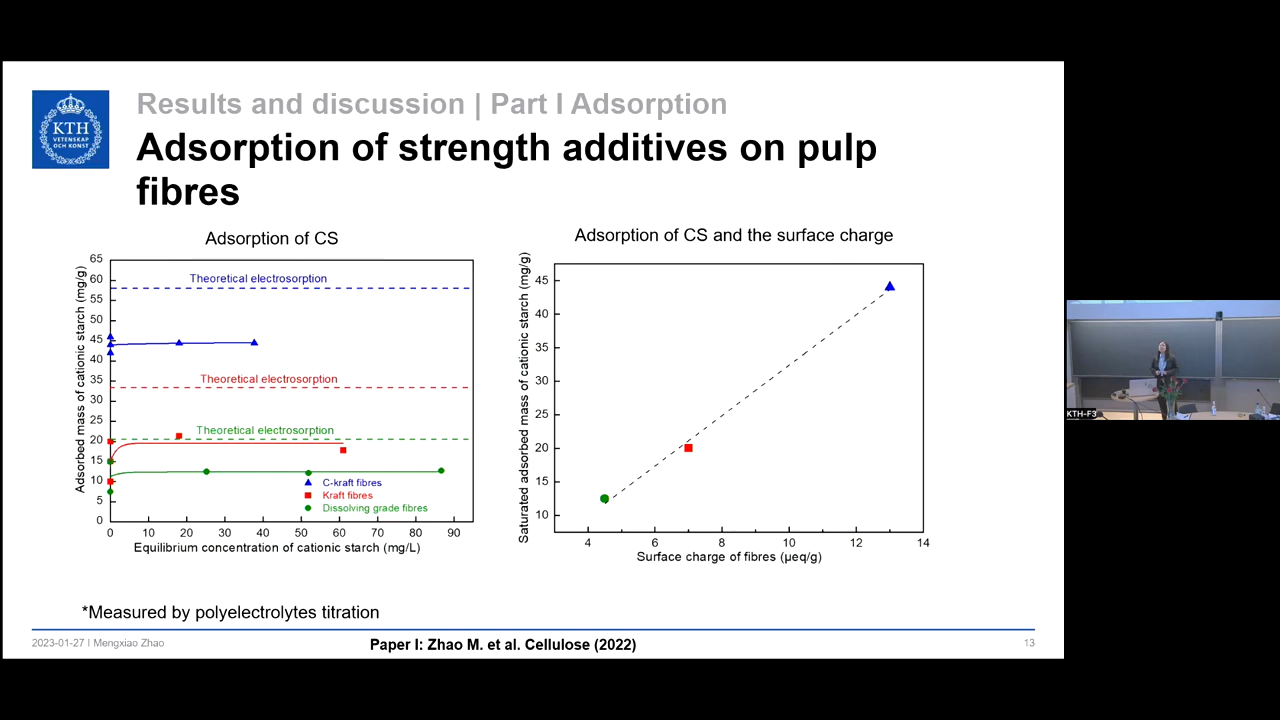 Results and discussion | Part I Adsorption
KTH
VETENSKAP
OCH KONST
Adsorption of strength additives on pulp
fibres
Adsorption of CS
Adsorbed mass of cationic starch (mg/g)
65
60
55
50
45
40
35
30
25
20
15
10
5
0
Theoretical electrosorption
Theoretical electrosorption
Theoretical electrosorption
C-kraft fibres
Kraft fibres
Dissolving grade fibres
0 10 20 30 40 50 60 70 80 90
Equilibrium concentration of cationic starch (mg/L)
Adsorption of CS and the surface charge
Saturated adsorbed mass of cationic starch (mg/g)
45
40
35
30
25
20
15
10
4 6 8 10 12 14
Surface charge of fibres (µeq/g)
KTH-F3
*Measured by polyelectrolytes titration
2023-01-27 | Mengxiao Zhao
Paper I: Zhao M. et al. Cellulose (2022)
13